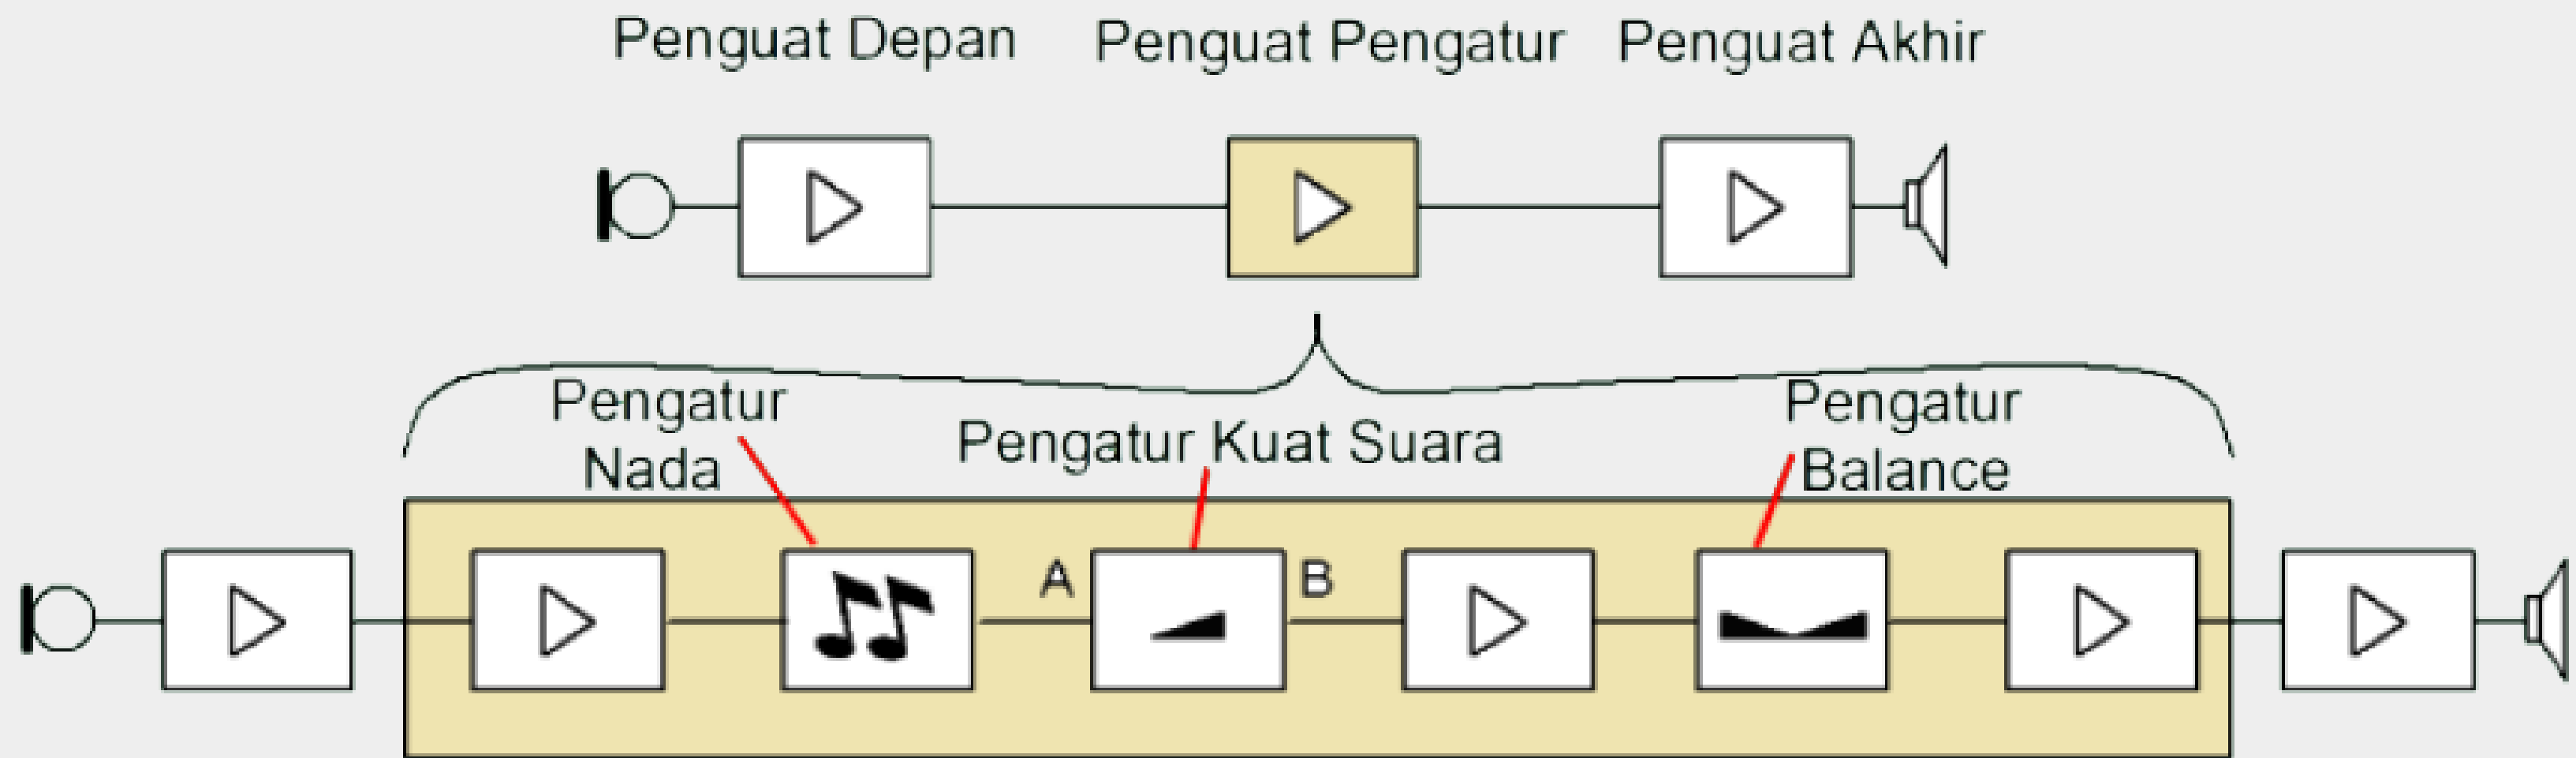 Penguat Depan
Penguat Pengatur
Penguat Akhir
Pengatur
Nada
Pengatur Kuat Suara
Pengatur
Balance
A
B